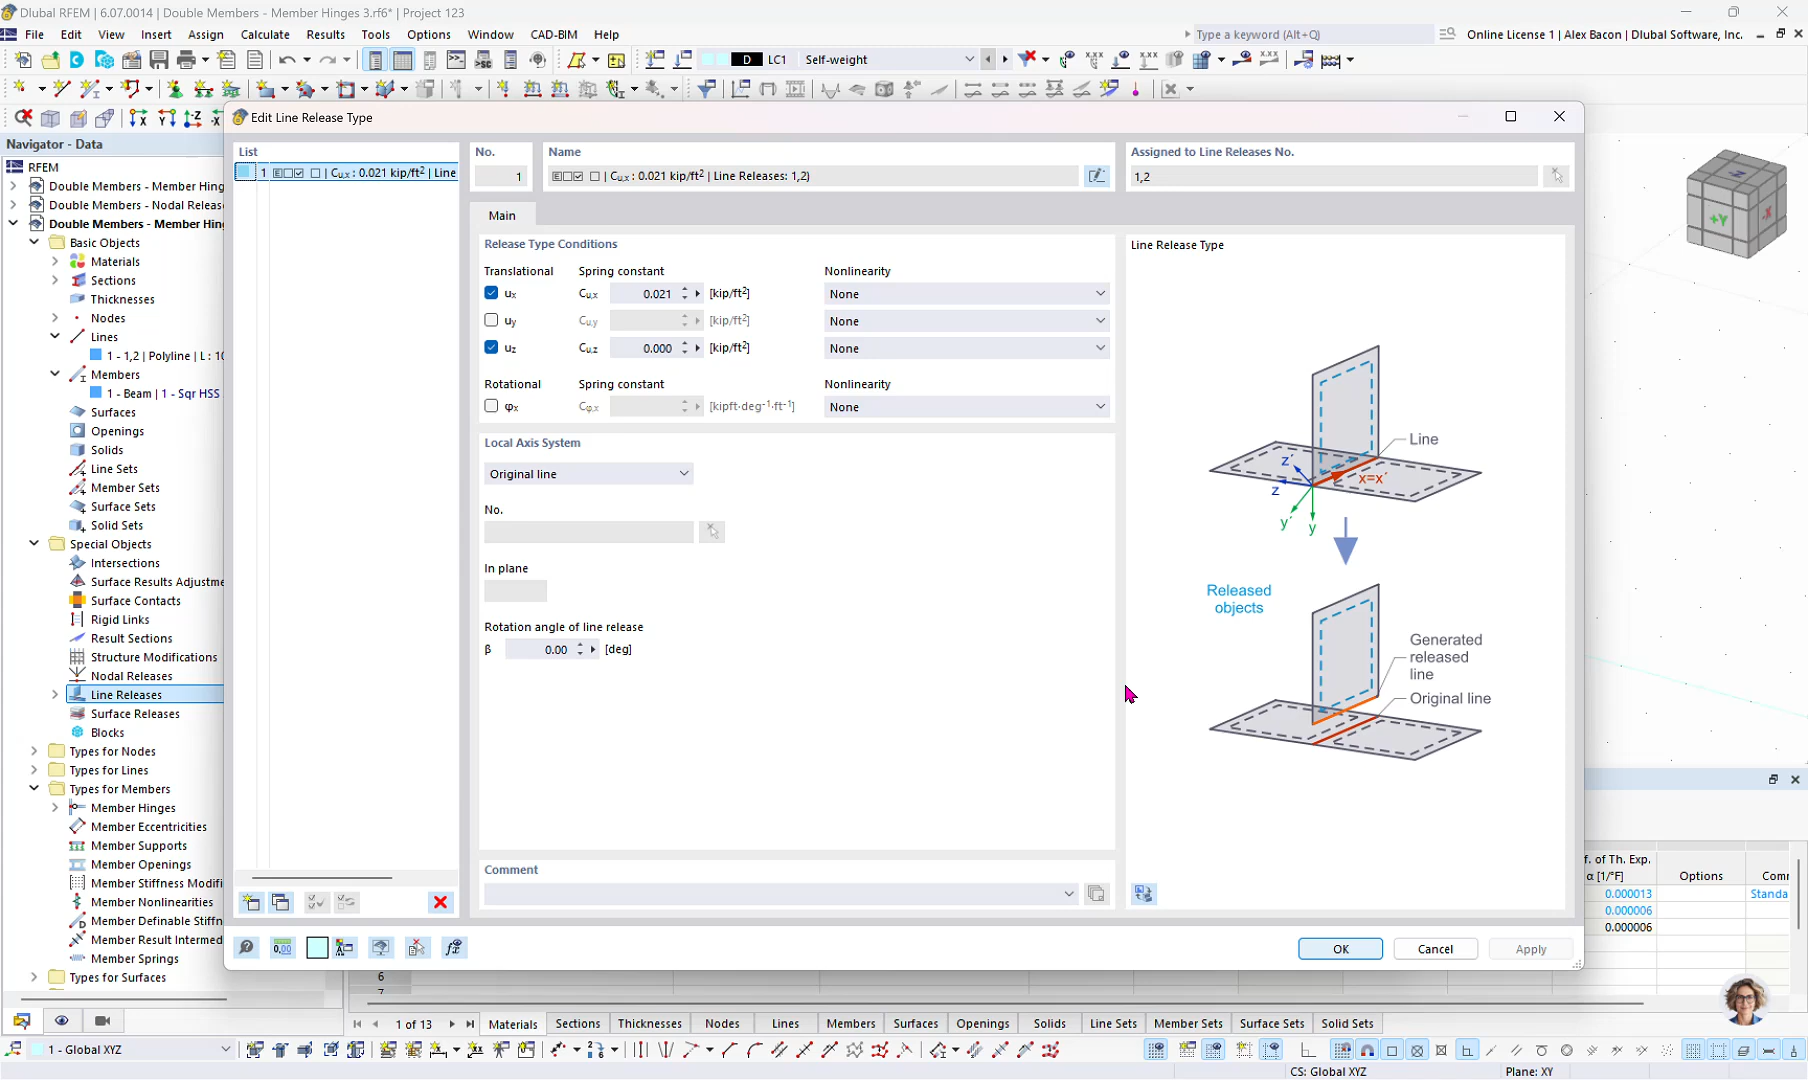 Dlubal RFEM | 6.07.0014 | Double Members - Member Hinges 3.rf6* | Project 123
File Edit View Insert Assign Calculate Results Tools Options Window CAD-BIM Help
Type a keyword (Alt+Q)
Online License 1 | Alex Bacon | Dlubal Software, Inc.
D LC1 Self-weight
Navigator - Data
RFEM
Double Members - Member Hing
Double Members - Nodal Releas
Double Members - Member Hing
Basic Objects
Materials
Sections
Thicknesses
Nodes
Lines
1 - 1,2 | Polyline | L : 10
Members
1 - Beam | 1 - Sqr HSS
Surfaces
Openings
Solids
Line Sets
Member Sets
Surface Sets
Solid Sets
Special Objects
Intersections
Surface Results Adjustme
Surface Contacts
Rigid Links
Result Sections
Structure Modifications
Nodal Releases
Line Releases
Surface Releases
Blocks
Types for Nodes
Types for Lines
Types for Members
Member Hinges
Member Eccentricities
Member Supports
Member Openings
Member Stiffness Modifi
Member Nonlinearities
Member Definable Stiffn
Member Result Intermed
Member Springs
Types for Surfaces
Edit Line Release Type
List
1 | Cu,x : 0.021 kip/ft² | Line
No.
1
Name
| Cu,x : 0.021 kip/ft² | Line Releases: 1,2)
Assigned to Line Releases No.
1,2
Main
Release Type Conditions
Translational Spring constant Nonlinearity
ux Cu,x 0.021 [kip/ft²] None
uy Cu,y [kip/ft²] None
uz Cu,z 0.000 [kip/ft²] None
Rotational Spring constant Nonlinearity
φx Cφ,x [kipft·deg⁻¹·ft⁻¹] None
Local Axis System
Original line
No.
In plane
Rotation angle of line release
β 0.00 [deg]
Comment
Line Release Type
Line
z′
x=x′
z
y′
y
Released
objects
Generated
released
line
Original line
OK Cancel Apply
+Y
-X
-Z
f. of Th. Exp.
α [1/°F] Options Comm
0.000013 Standa
0.000006
0.000006
6
7
1 of 13 Materials Sections Thicknesses Nodes Lines Members Surfaces Openings Solids Line Sets Member Sets Surface Sets Solid Sets
1 - Global XYZ
CS: Global XYZ Plane: XY